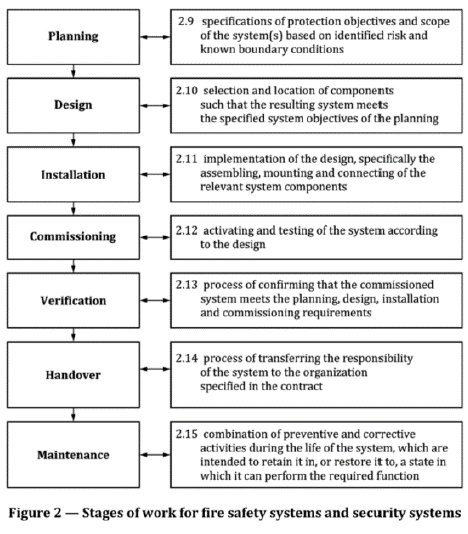 Planning
2.9 specifications of protection objectives and scope
of the system(s) based on identified risk and
known boundary conditions
Design
2.10 selection and location of components
such that the resulting system meets
the specified system objectives of the planning
Installation
2.11 implementation of the design, specifically the
assembling, mounting and connecting of the
relevant system components
Commissioning
2.12 activating and testing of the system according
to the design
Verification
2.13 process of confirming that the commissioned
system meets the planning, design, installation
and commissioning requirements
Handover
2.14 process of transferring the responsibility
of the system to the organization
specified in the contract
Maintenance
2.15 combination of preventive and corrective
activities during the life of the system, which are
intended to retain it in, or restore it to, a state in
which it can perform the required function
Figure 2 — Stages of work for fire safety systems and security systems